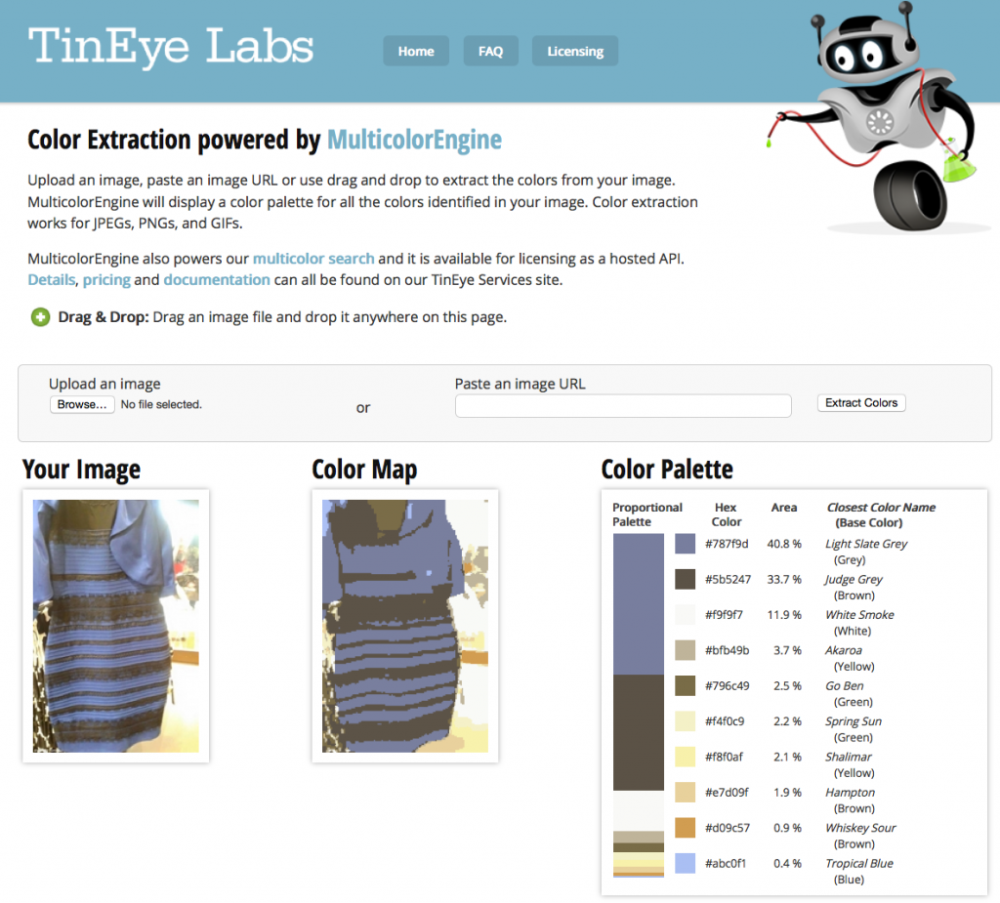 TinEye Labs
Home
FAQ
Licensing
Color Extraction powered by MulticolorEngine
Upload an image, paste an image URL or use drag and drop to extract the colors from your image.
MulticolorEngine will display a color palette for all the colors identified in your image. Color extraction
works for JPEGs, PNGs, and GIFs.
MulticolorEngine also powers our multicolor search and it is available for licensing as a hosted API.
Details, pricing and documentation can all be found on our TinEye Services site.
Drag & Drop: Drag an image file and drop it anywhere on this page.
Upload an image
Browse... No file selected.
or
Paste an image URL
Extract Colors
Your Image
Color Map
Color Palette
Proportional Palette
Hex Color
Area
Closest Color Name (Base Color)
#787f9d 40.8 % Light Slate Grey
(Grey)
#5b5247 33.7 % Judge Grey
(Brown)
#f9f9f7 11.9 % White Smoke
(White)
#bfb49b 3.7 % Akaroa
(Yellow)
#796c49 2.5 % Go Ben
(Green)
#f4f0c9 2.2 % Spring Sun
(Green)
#f8f0af 2.1 % Shalimar
(Yellow)
#e7d09f 1.9 % Hampton
(Brown)
#d09c57 0.9 % Whiskey Sour
(Brown)
#abc0f1 0.4 % Tropical Blue
(Blue)